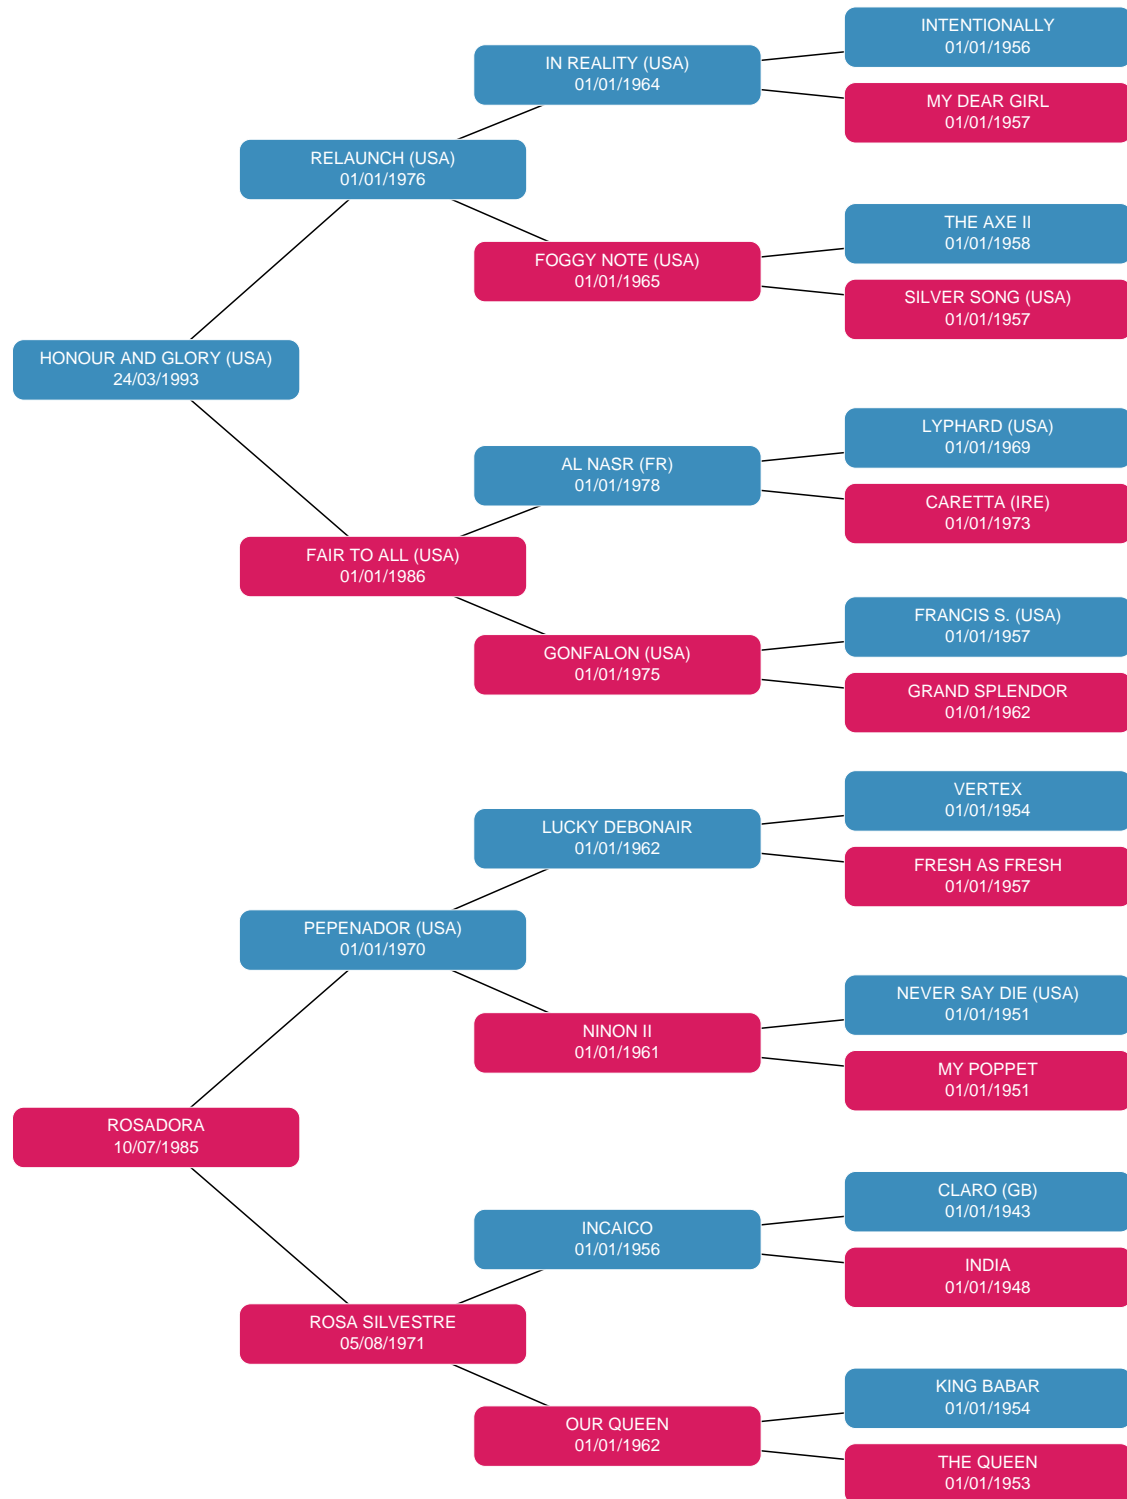 INTENTIONALLY
01/01/1956
IN REALITY (USA)
01/01/1964
MY DEAR GIRL
01/01/1957
RELAUNCH (USA)
01/01/1976
THE AXE II
01/01/1958
FOGGY NOTE (USA)
01/01/1965
SILVER SONG (USA)
01/01/1957
HONOUR AND GLORY (USA)
24/03/1993
LYPHARD (USA)
01/01/1969
AL NASR (FR)
01/01/1978
CARETTA (IRE)
01/01/1973
FAIR TO ALL (USA)
01/01/1986
FRANCIS S. (USA)
01/01/1957
GONFALON (USA)
01/01/1975
GRAND SPLENDOR
01/01/1962
VERTEX
01/01/1954
LUCKY DEBONAIR
01/01/1962
FRESH AS FRESH
01/01/1957
PEPENADOR (USA)
01/01/1970
NEVER SAY DIE (USA)
01/01/1951
NINON II
01/01/1961
MY POPPET
01/01/1951
ROSADORA
10/07/1985
CLARO (GB)
01/01/1943
INCAICO
01/01/1956
INDIA
01/01/1948
ROSA SILVESTRE
05/08/1971
KING BABAR
01/01/1954
OUR QUEEN
01/01/1962
THE QUEEN
01/01/1953